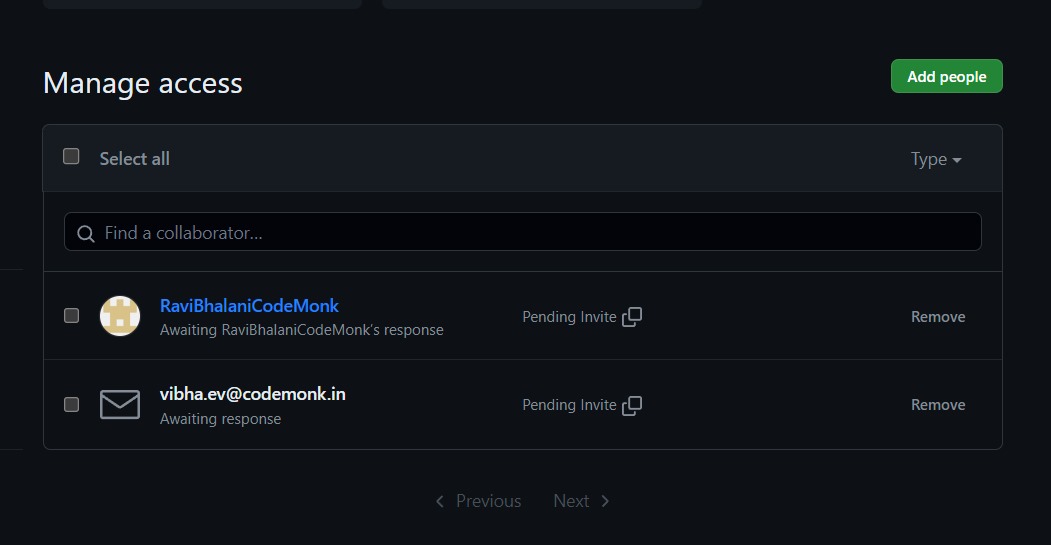 Manage access
Add people
Select all
Type
Find a collaborator...
RaviBhalaniCodeMonk
Awaiting RaviBhalaniCodeMonk's response
Pending Invite
Remove
vibha.ev@codemonk.in
Awaiting response
Pending Invite
Remove
Previous Next